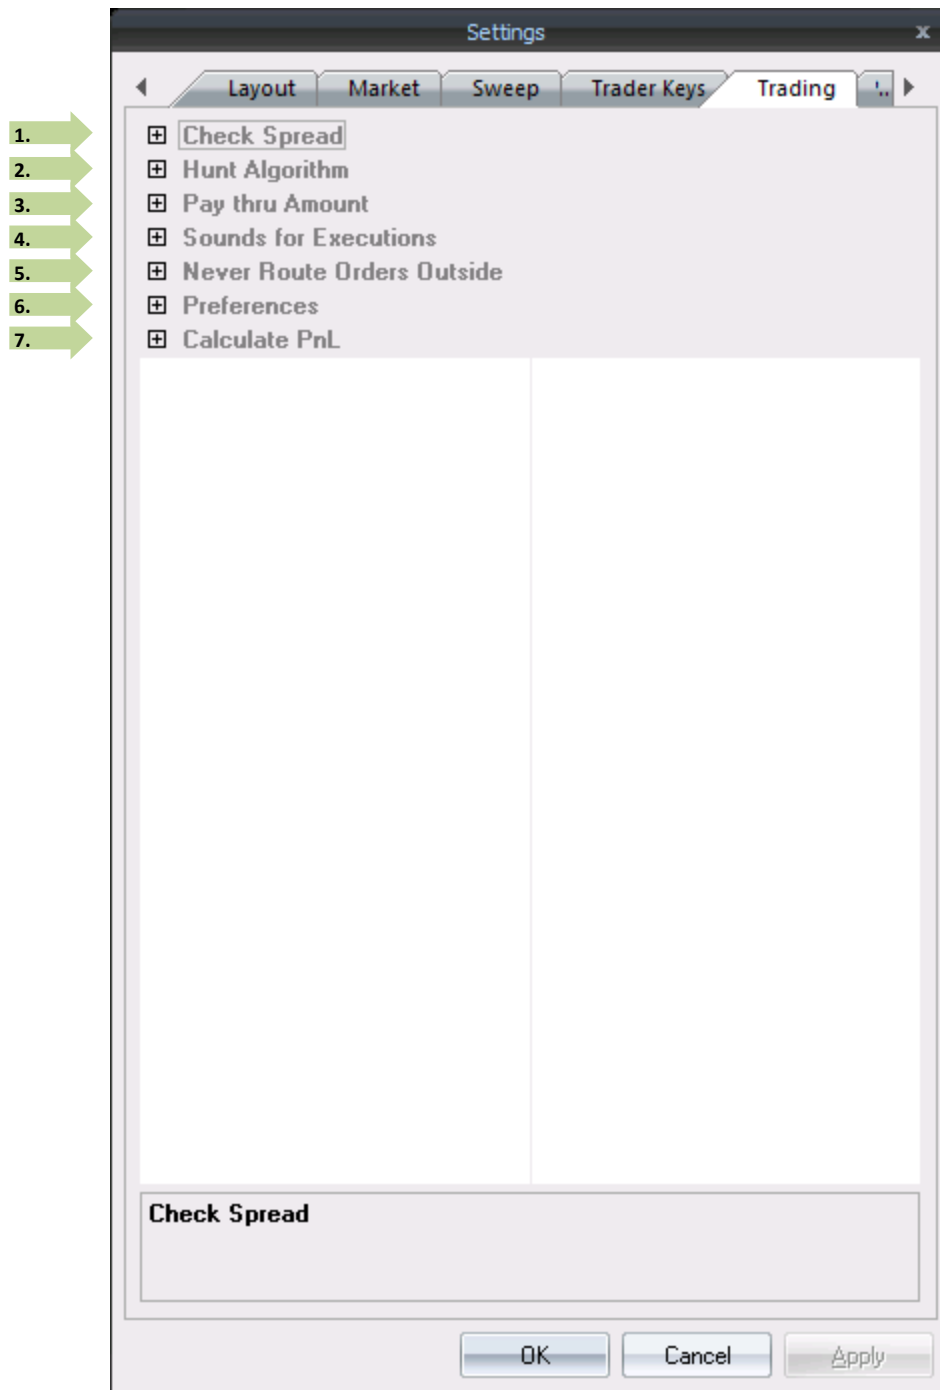 Settings
Layout Market Sweep Trader Keys Trading
1. Check Spread
2. Hunt Algorithm
3. Pay thru Amount
4. Sounds for Executions
5. Never Route Orders Outside
6. Preferences
7. Calculate PnL
Check Spread
OK Cancel Apply